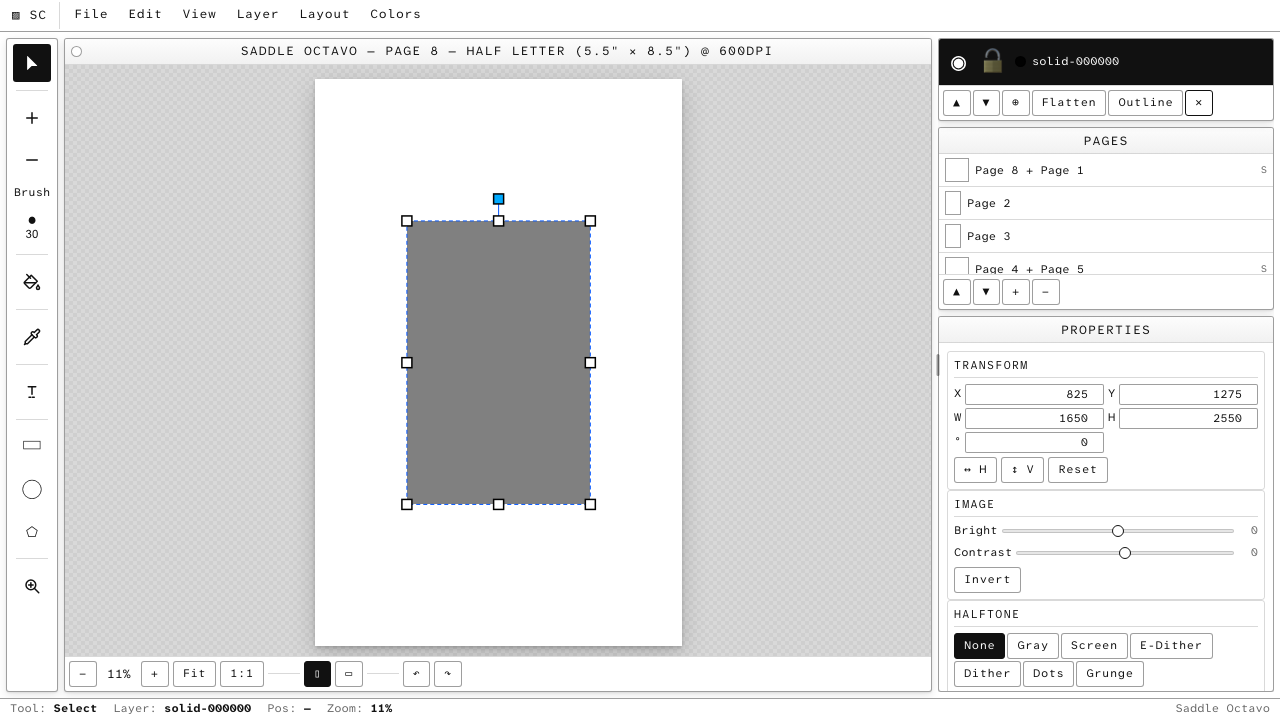 ▧ SC File Edit View Layer Layout Colors
SADDLE OCTAVO — PAGE 8 — HALF LETTER (5.5" × 8.5") @ 600DPI
Brush
30
− 11% + Fit 1:1
solid-000000
▲ ▼ ⊕ Flatten Outline ×
PAGES
Page 8 + Page 1 S
Page 2
Page 3
Page 4 + Page 5 S
▲ ▼ + −
PROPERTIES
TRANSFORM
X 825 Y 1275
W 1650 H 2550
° 0
↔ H ↕ V Reset
IMAGE
Bright 0
Contrast 0
Invert
HALFTONE
None Gray Screen E-Dither
Dither Dots Grunge
Tool: Select Layer: solid-000000 Pos: — Zoom: 11% Saddle Octavo